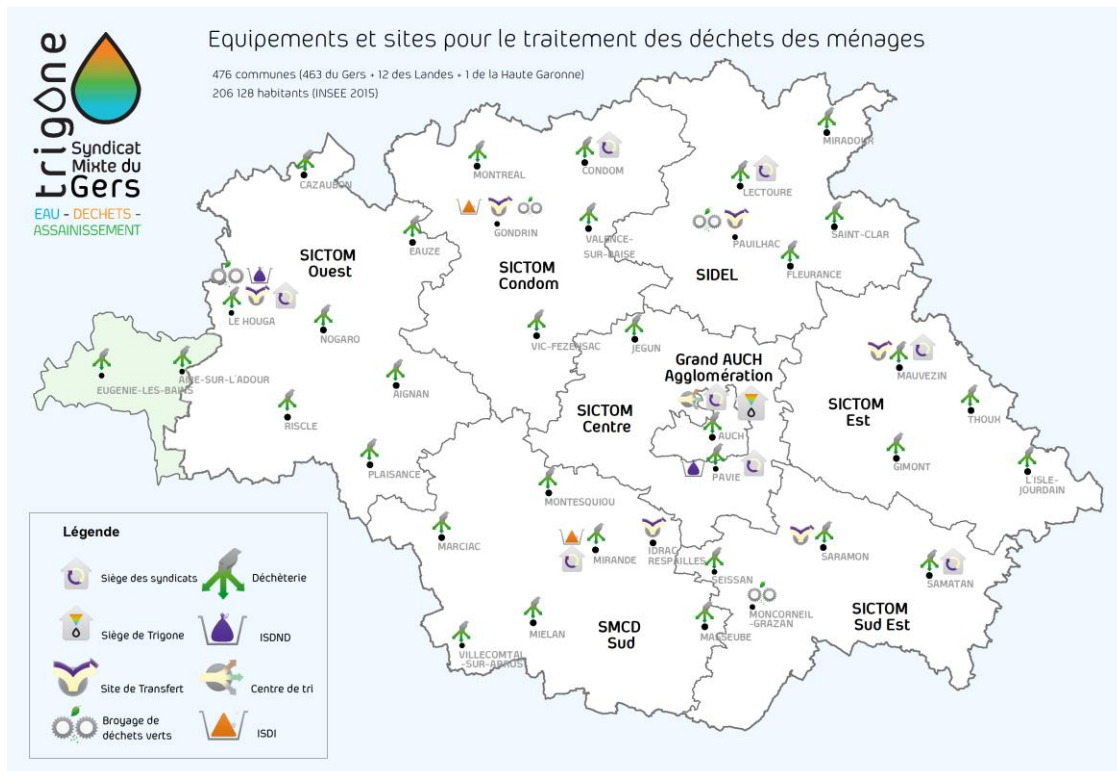 trigone
Syndicat
Mixte du
Gers
EAU - DECHETS -
ASSAINISSEMENT
Equipements et sites pour le traitement des déchets des ménages
476 communes (463 du Gers + 12 des Landes + 1 de la Haute Garonne)
206 128 habitants (INSEE 2015)
MIRADOUR
CAZAUBON
MONTREAL
CONDOM
LECTOURE
GONDRIN
VALENCE-
SUR-BAISE
PAUILHAC
SAINT-CLAR
EAUZE
SICTOM
Ouest
SICTOM
Condom
SIDEL
FLEURANCE
LE HOUGA
NOGARO
VIC-FEZENSAC
JEGUN
Grand AUCH
Agglomération
MAUVEZIN
EUGENIE-LES-BAINS
AIRE-SUR-L'ADOUR
AIGNAN
RISCLE
SICTOM
Centre
SICTOM
Est
THOUX
AUCH
GIMONT
PLAISANCE
PAVIE
L'ISLE-
JOURDAIN
MONTESQUIOU
MARCIAC
MIRANDE
IDRAC
RESPAILLES
SARAMON
SEISSAN
SAMATAN
MONCORNEIL
-GRAZAN
SICTOM
Sud Est
MIELAN
SMCD
Sud
MASSEUBE
VILLECOMTAL
-SUR-ARROS
Légende
Siège des syndicats
Déchèterie
Siège de Trigone
ISDND
Site de Transfert
Centre de tri
Broyage de
déchets verts
ISDI